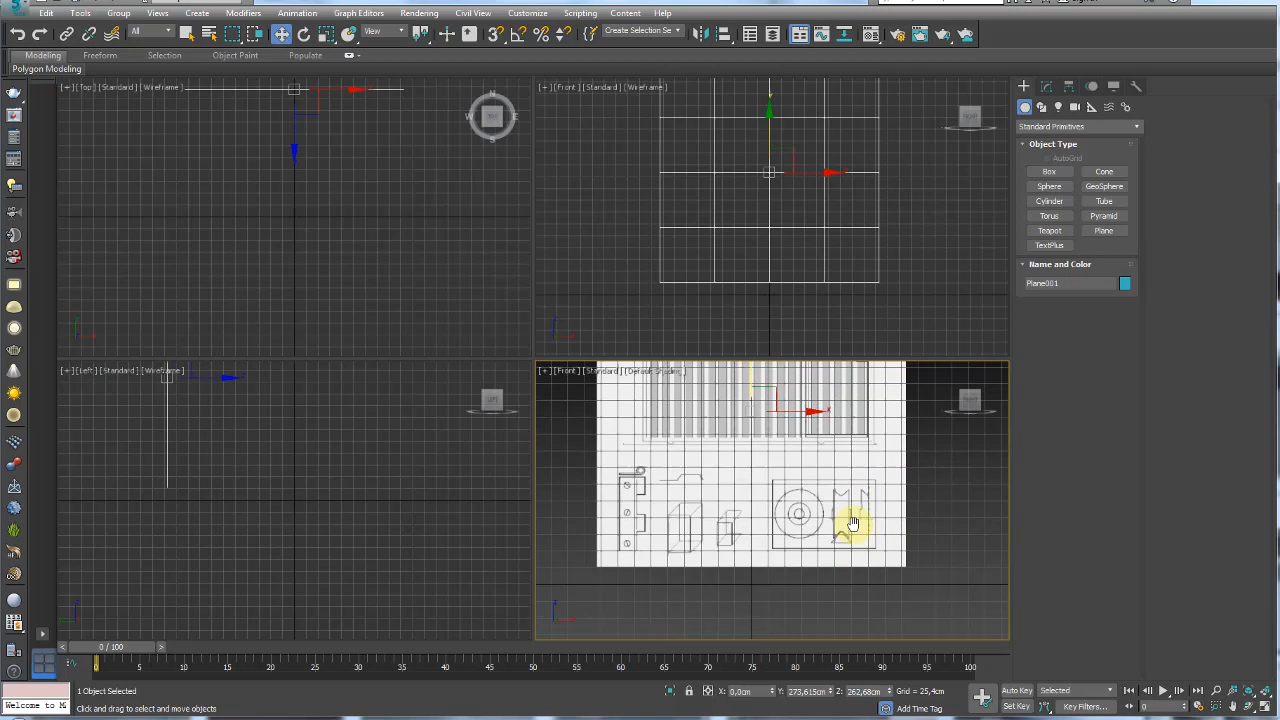 Edit Tools Group Views Create Modifiers Animation Graph Editors Rendering Civil View Customize Scripting Content Help
All View Create Selection Se
Modeling Freeform Selection Object Paint Populate
Polygon Modeling
[+][Top][Standard][Wireframe]
N
W E
S
[+][Front][Standard][Wireframe]
Standard Primitives
Object Type
AutoGrid
Box Cone
Sphere GeoSphere
Cylinder Tube
Torus Pyramid
Teapot Plane
TextPlus
Name and Color
Plane001
[+][Left][Standard][Wireframe]
[+][Front][Standard][Default Shading]
0 / 100
0 5 10 15 20 25 30 35 40 45 50 55 60 65 70 75 80 85 90 95 100
1 Object Selected
X: 0,0cm Y: 273,615cm Z: 262,68cm Grid = 25,4cm
Auto Key Selected
Welcome to M
Click and drag to select and move objects
Add Time Tag
Set Key Key Filters... 0